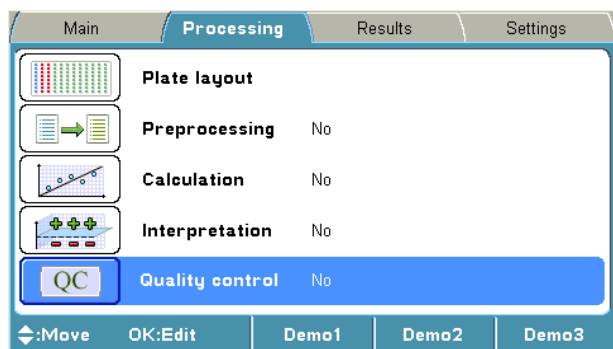 Main Processing Results Settings
Plate layout
Preprocessing No
Calculation No
Interpretation No
QC Quality control No
:Move OK:Edit Demo1 Demo2 Demo3